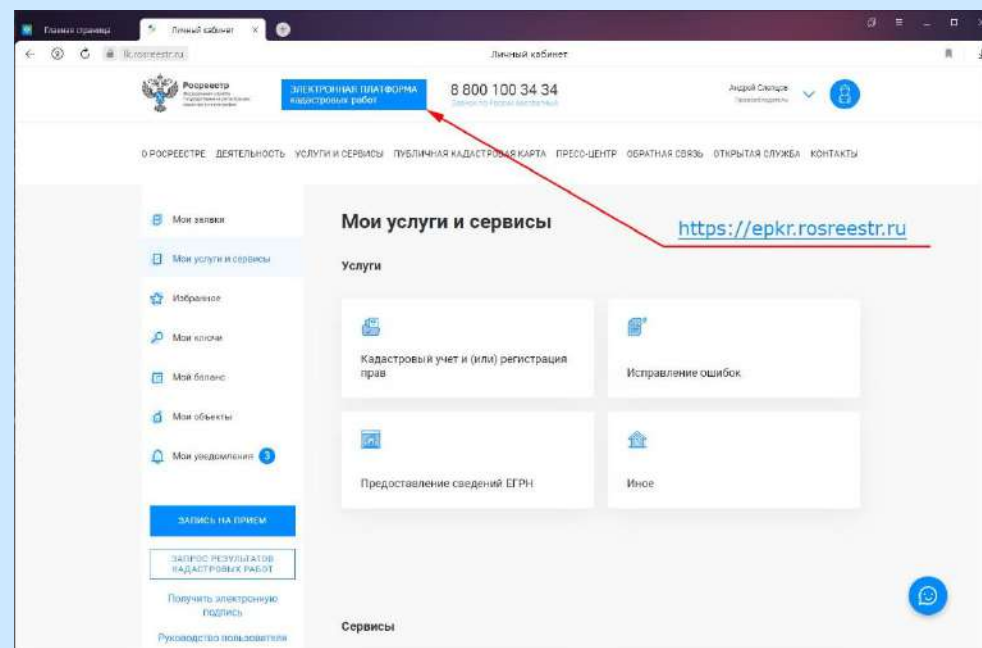 Главная страница
Личный кабинет
lk.rosreestr.ru
Личный кабинет
Росреестр
ЭЛЕКТРОННАЯ ПЛАТФОРМА
кадастровых работ
8 800 100 34 34
Андрей
О РОСРЕЕСТРЕ ДЕЯТЕЛЬНОСТЬ УСЛУГИ И СЕРВИСЫ ПУБЛИЧНАЯ КАДАСТРОВАЯ КАРТА ПРЕСС-ЦЕНТР ОБРАТНАЯ СВЯЗЬ ОТКРЫТАЯ СЛУЖБА КОНТАКТЫ
Мои заявки
Мои услуги и сервисы
Избранное
Мои ключи
Мой баланс
Мои объекты
Мои уведомления 3
ЗАПИСЬ НА ПРИЕМ
ЗАПРОС РЕЗУЛЬТАТОВ
КАДАСТРОВЫХ РАБОТ
Получить электронную
подпись
Руководство пользователя
Мои услуги и сервисы
https://epkr.rosreestr.ru
Услуги
Кадастровый учет и (или) регистрация
прав
Исправление ошибок
Предоставление сведений ЕГРН
Иное
Сервисы